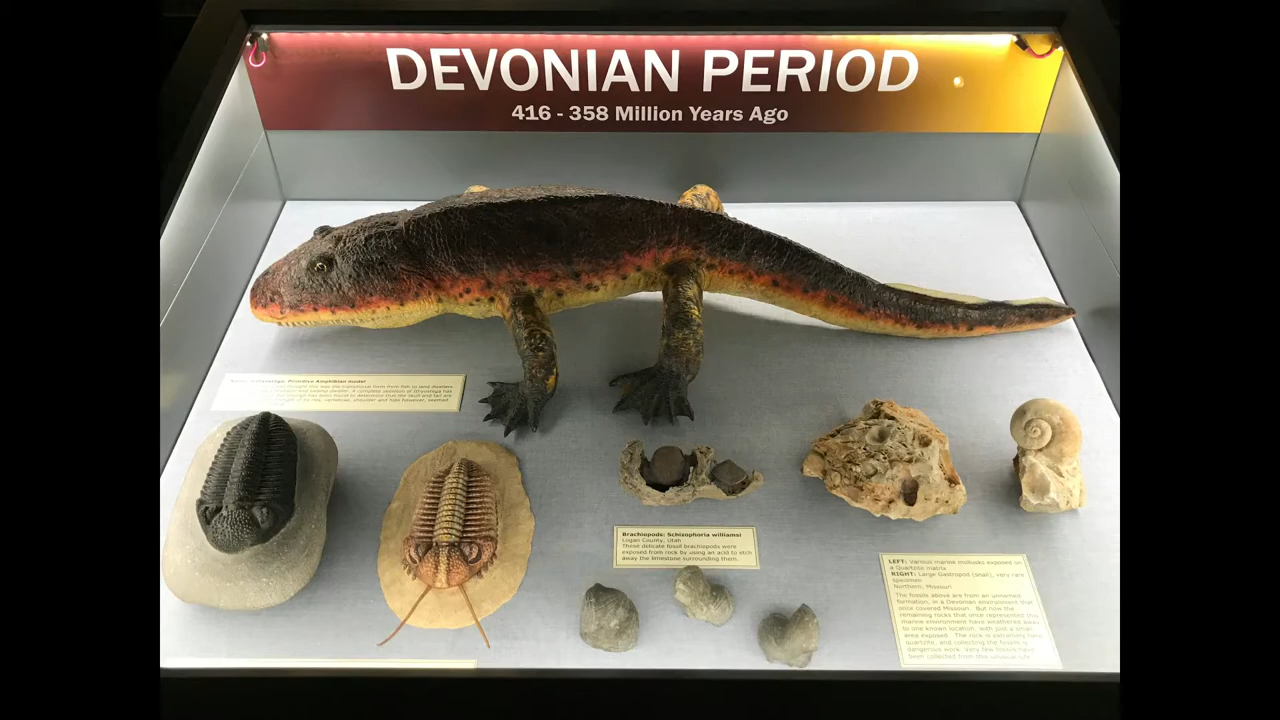 DEVONIAN PERIOD
416 - 358 Million Years Ago
Primitive Amphibian model
Brachiopods: Schizophoria williamsi
Logan County, Utah
These delicate fossil brachiopods were
exposed from rock by using an acid to etch
away the limestone surrounding them.
LEFT: Various marine mollusks exposed on
a Quartzite matrix
RIGHT: Large Gastropod (snail), very rare
specimen
Northern, Missouri
The fossils above are from an unnamed
formation, in a Devonian environment that
once covered Missouri. But now the
remaining rocks that once represented this
marine environment have weathered away
to one known location, with just a small
area exposed. The rock is extremely hard
quartzite, and collecting the fossils is
dangerous work. Very few fossils have
been collected from this unusual site.